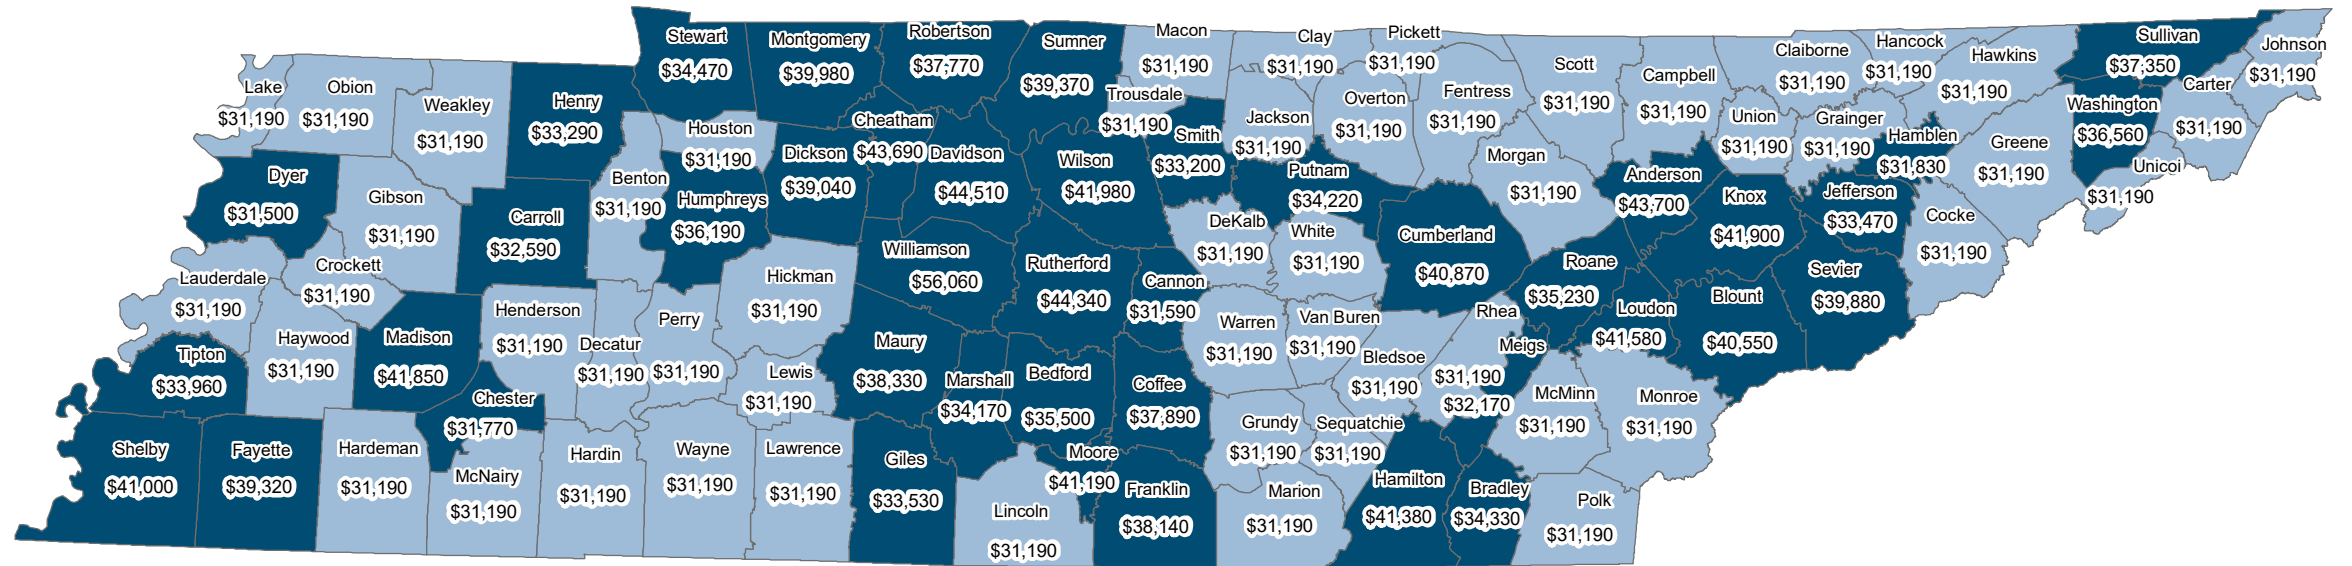 Stewart
$34,470
Montgomery
$39,980
Robertson
$37,770
Sumner
$39,370
Macon
$31,190
Clay
$31,190
Pickett
$31,190
Scott
$31,190
Campbell
$31,190
Claiborne
$31,190
Hancock
$31,190
Hawkins
$31,190
Sullivan
$37,350
Johnson
$31,190
Lake
$31,190
Obion
$31,190
Weakley
$31,190
Henry
$33,290
Houston
$31,190
Cheatham
$43,690
Trousdale
$31,190
Smith
$33,200
Jackson
$31,190
Overton
$31,190
Fentress
$31,190
Union
$31,190
Grainger
$31,190
Hamblen
$31,830
Greene
$31,190
Washington
$36,560
Carter
$31,190
Unicoi
$31,190
Dyer
$31,500
Gibson
$31,190
Carroll
$32,590
Benton
$31,190
Humphreys
$36,190
Dickson
$39,040
Davidson
$44,510
Wilson
$41,980
Putnam
$34,220
Morgan
$31,190
Anderson
$43,700
Knox
$41,900
Jefferson
$33,470
Cocke
$31,190
DeKalb
$31,190
White
$31,190
Cumberland
$40,870
Lauderdale
$31,190
Crockett
$31,190
Hickman
$31,190
Williamson
$56,060
Rutherford
$44,340
Cannon
$31,590
Roane
$35,230
Loudon
$41,580
Blount
$40,550
Sevier
$39,880
Tipton
$33,960
Haywood
$31,190
Madison
$41,850
Henderson
$31,190
Decatur
$31,190
Perry
$31,190
Lewis
$31,190
Maury
$38,330
Marshall
$34,170
Bedford
$35,500
Coffee
$37,890
Warren
$31,190
Van Buren
$31,190
Bledsoe
$31,190
Rhea
$31,190
Meigs
$32,170
McMinn
$31,190
Monroe
$31,190
Chester
$31,770
Shelby
$41,000
Fayette
$39,320
Hardeman
$31,190
McNairy
$31,190
Hardin
$31,190
Wayne
$31,190
Lawrence
$31,190
Giles
$33,530
Lincoln
$31,190
Moore
$41,190
Franklin
$38,140
Grundy
$31,190
Sequatchie
$31,190
Marion
$31,190
Hamilton
$41,380
Bradley
$34,330
Polk
$31,190